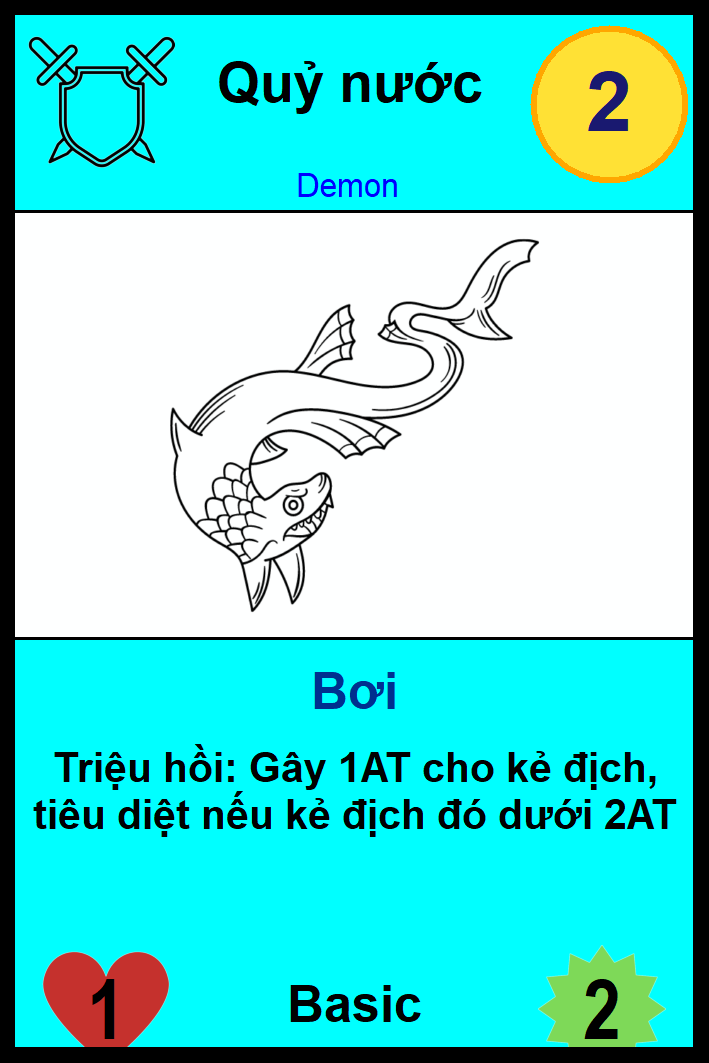 Quỷ nước
2
Demon
Bơi
Triệu hồi: Gây 1AT cho kẻ địch,
tiêu diệt nếu kẻ địch đó dưới 2AT
1
Basic
2